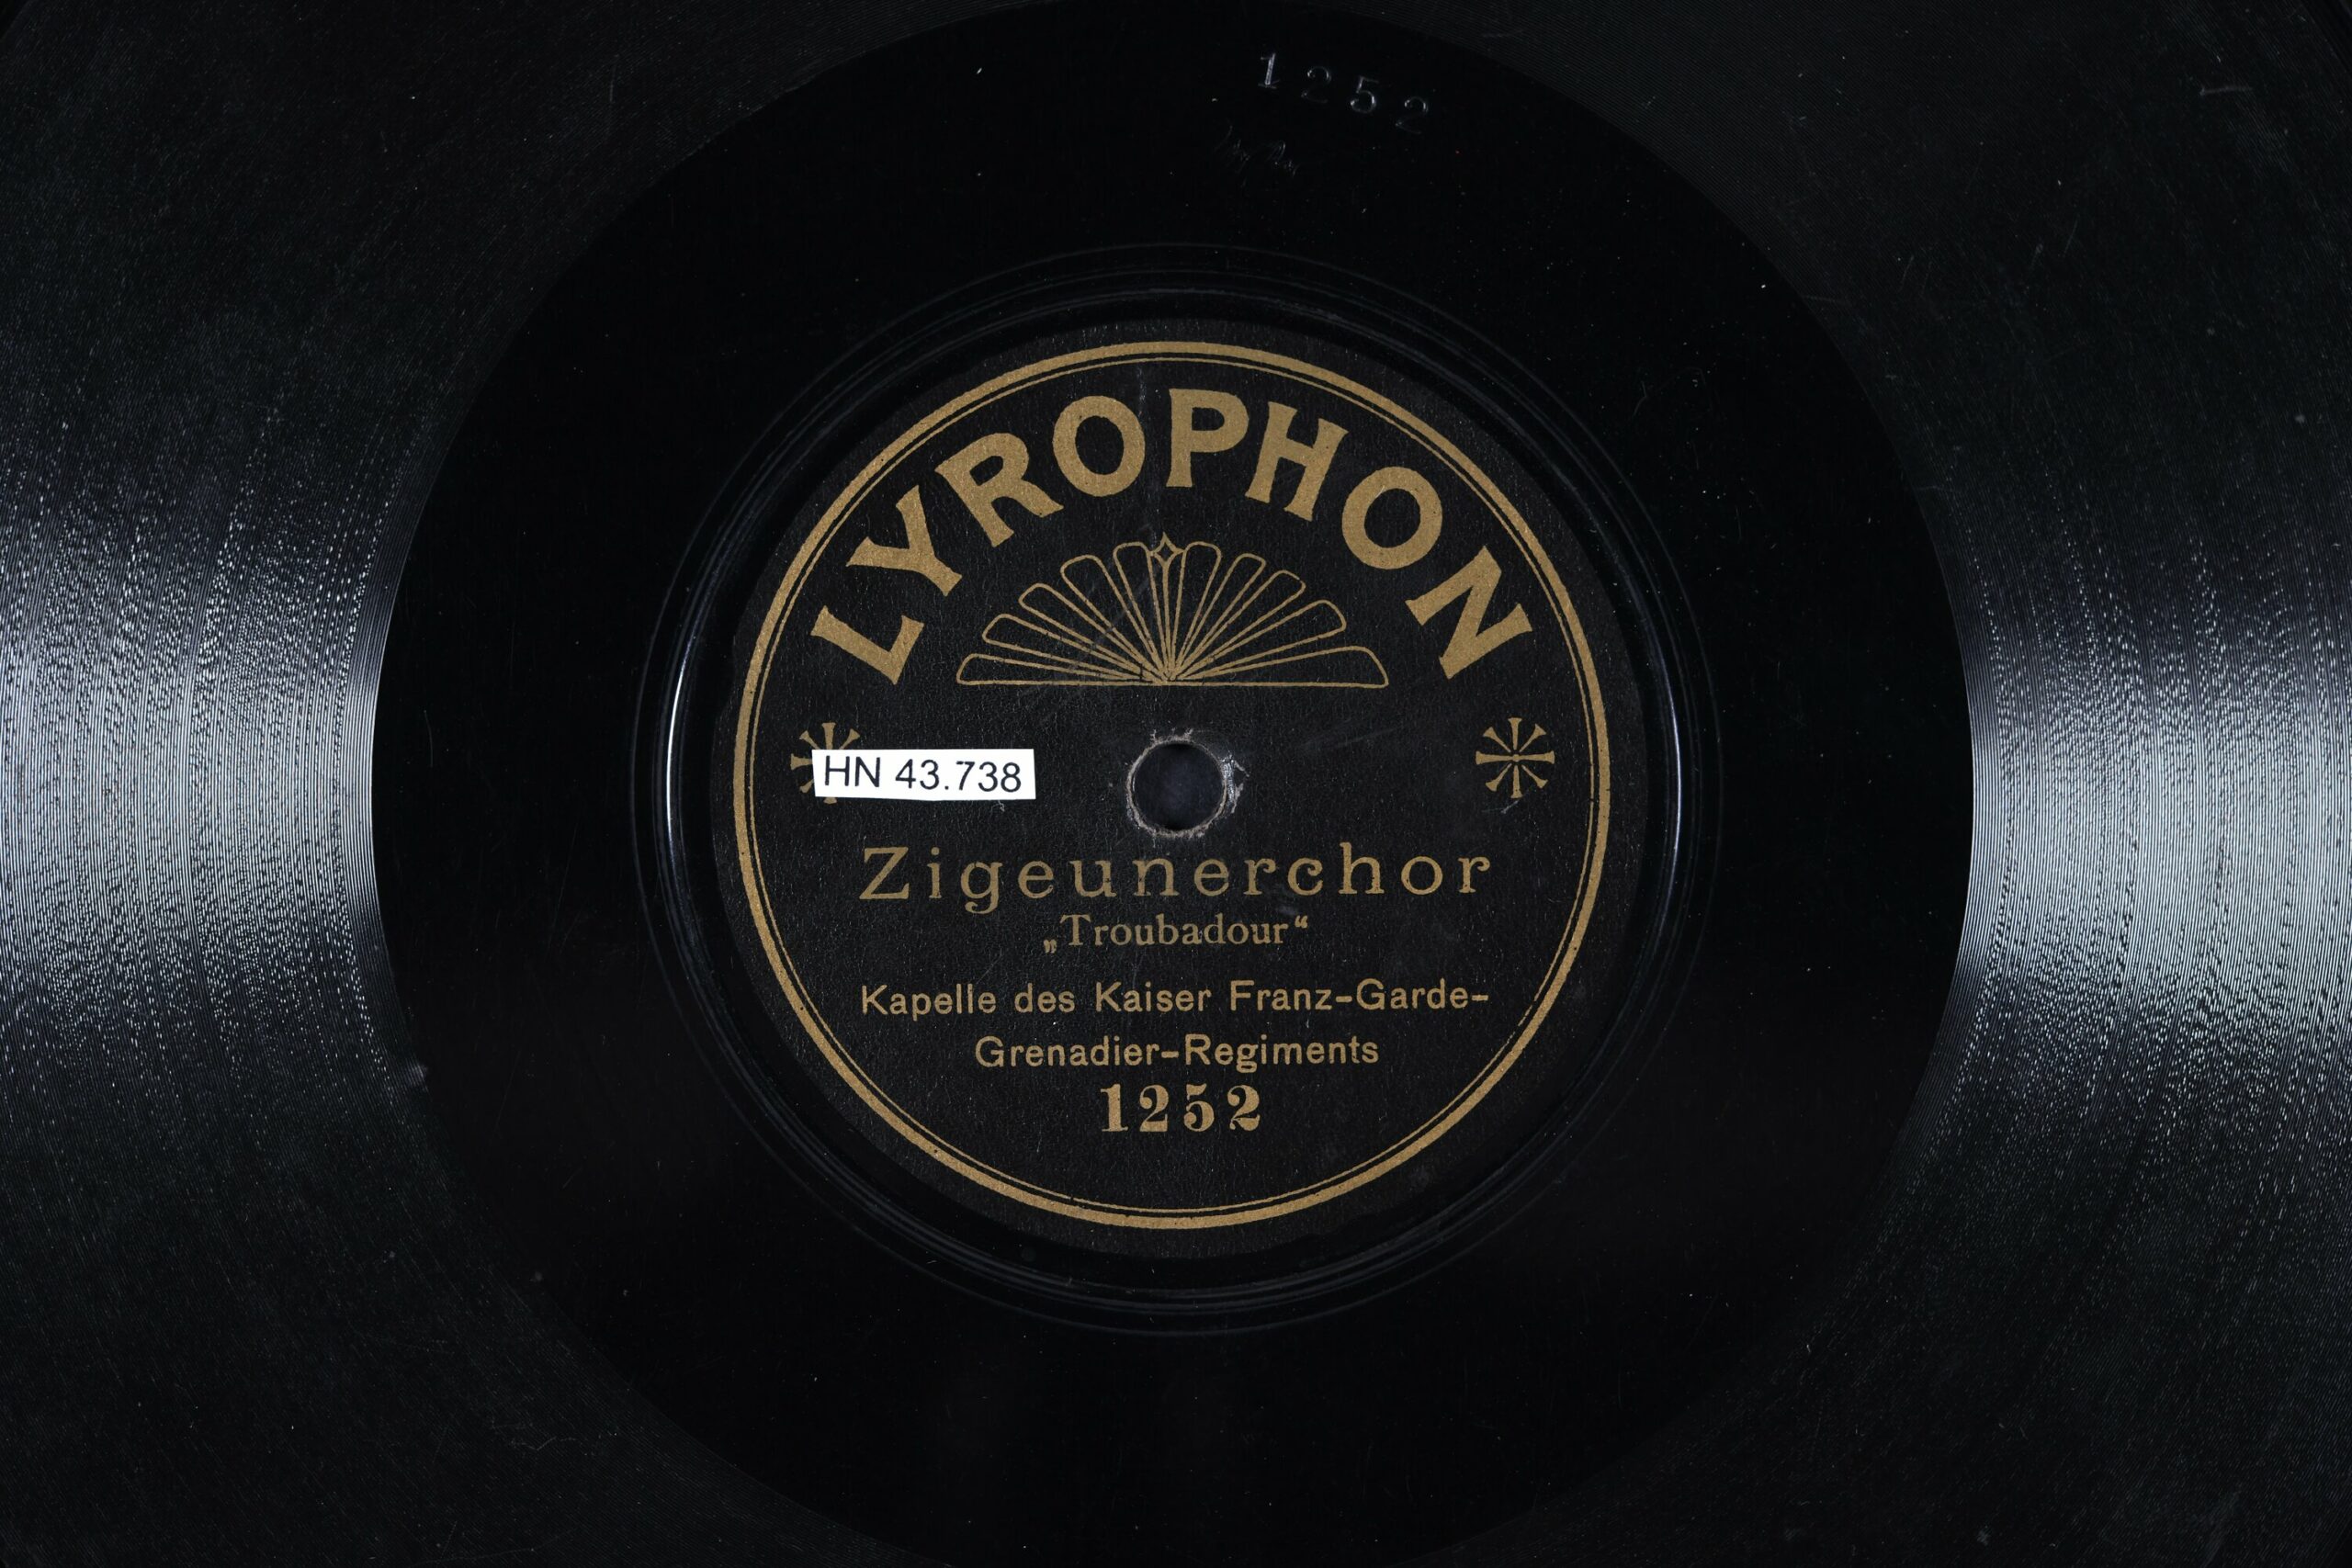 1252
LYROPHON
HN 43.738
Zigeunerchor
„Troubadour“
Kapelle des Kaiser Franz-Garde-
Grenadier-Regiments
1252